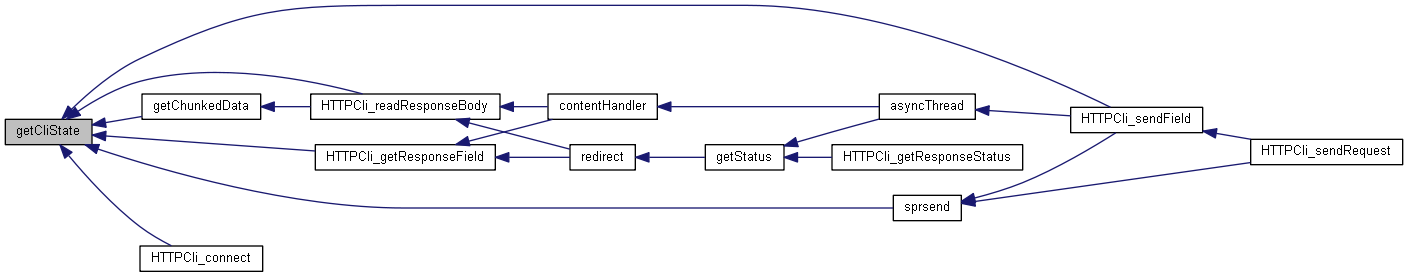 getCliState
getChunkedData
HTTPCli_readResponseBody
contentHandler
asyncThread
HTTPCli_sendField
HTTPCli_getResponseField
redirect
getStatus
HTTPCli_getResponseStatus
HTTPCli_sendRequest
sprsend
HTTPCli_connect